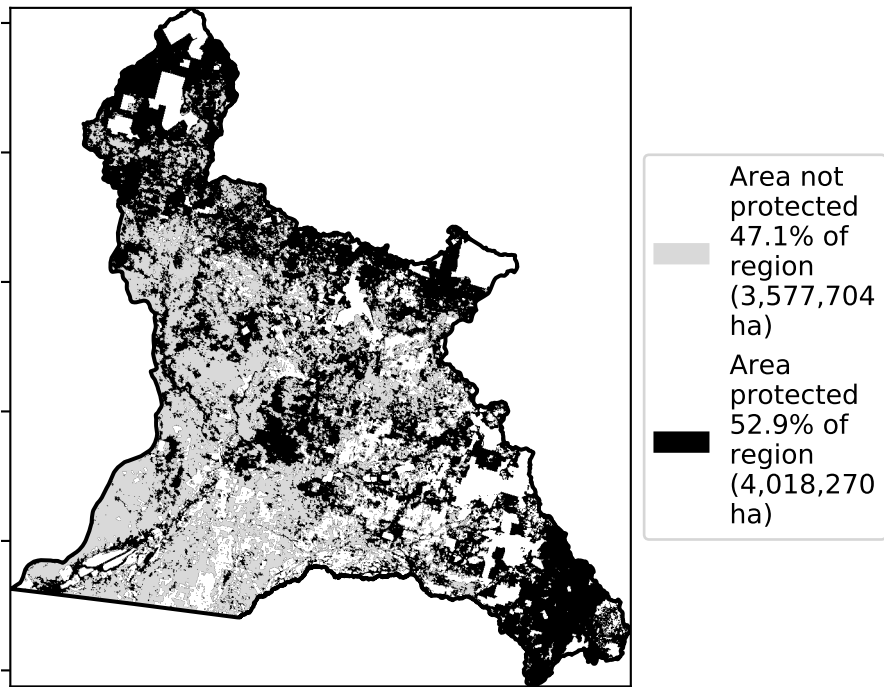 Area not
protected
47.1% of
region
(3,577,704
ha)
Area
protected
52.9% of
region
(4,018,270
ha)